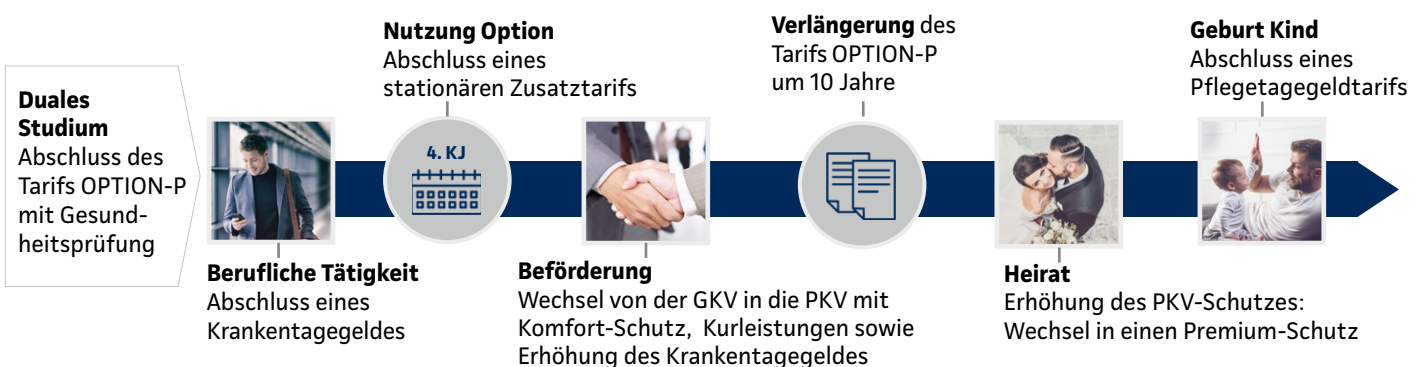 Duales
Studium
Abschluss des
Tarifs OPTION-P
mit Gesund-
heitsprüfung
Berufliche Tätigkeit
Abschluss eines
Krankentagegeldes
Nutzung Option
Abschluss eines
stationären Zusatztarifs
4. KJ
Beförderung
Wechsel von der GKV in die PKV mit
Komfort-Schutz, Kurleistungen sowie
Erhöhung des Krankentagegeldes
Verlängerung des
Tarifs OPTION-P
um 10 Jahre
Heirat
Erhöhung des PKV-Schutzes:
Wechsel in einen Premium-Schutz
Geburt Kind
Abschluss eines
Pflegetagegeldtarifs